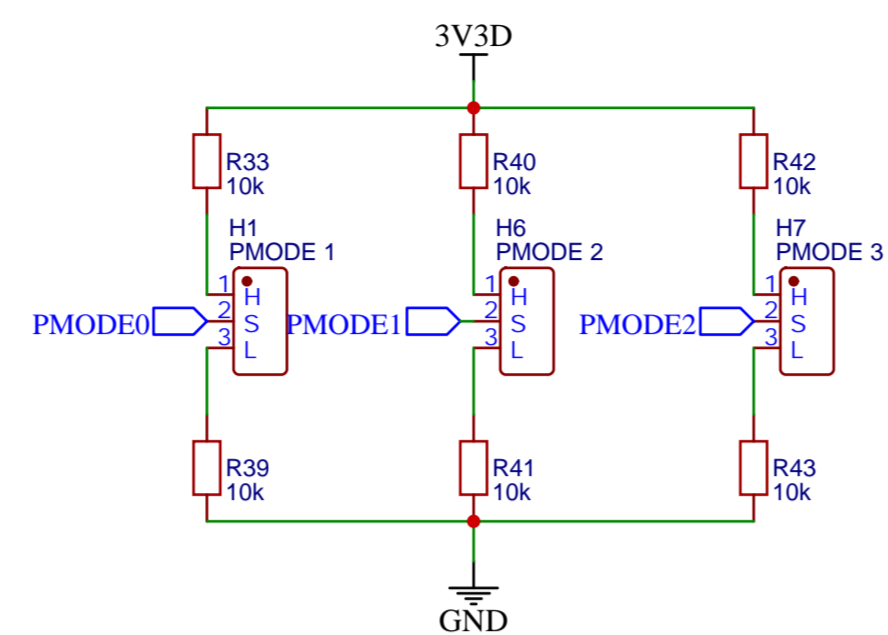 3V3D
R33
10k
R40
10k
R42
10k
H1
PMODE 1
H6
PMODE 2
H7
PMODE 3
1
H
2
S
3
L
PMODE0
1
H
2
S
3
L
PMODE1
1
H
2
S
3
L
PMODE2
R39
10k
R41
10k
R43
10k
GND